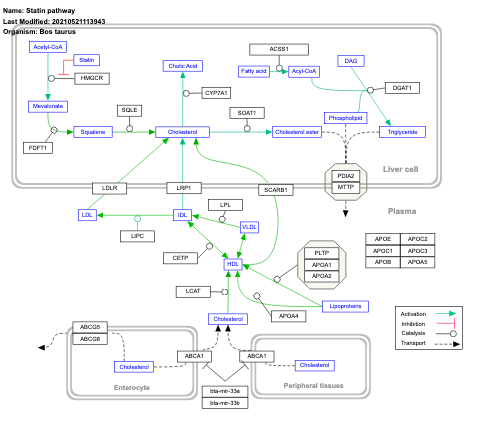 Name: Statin pathway
Last Modified: 20210521113943
Organism: Bos taurus
Acetyl-CoA
Statin
HMGCR
Mevalonate
FDFT1
Squalene
SQLE
Cholesterol
Cholic Acid
CYP7A1
SOAT1
Cholesterol ester
ACSS1
Fatty acid
Acyl-CoA
DAG
DGAT1
Phospholipid
Triglyceride
PDIA2
MTTP
Liver cell
LDLR
LRP1
SCARB1
Plasma
LDL
IDL
LPL
VLDL
LIPC
CETP
HDL
PLTP
APOA1
APOA2
APOE
APOC2
APOC1
APOC3
APOB
APOA5
LCAT
APOA4
Lipoproteins
Cholesterol
ABCG5
ABCG8
Cholesterol
ABCA1
ABCA1
Cholesterol
Enterocyte
Peripheral tissues
bta-mir-33a
bta-mir-33b
Activation
Inhibition
Catalysis
Transport